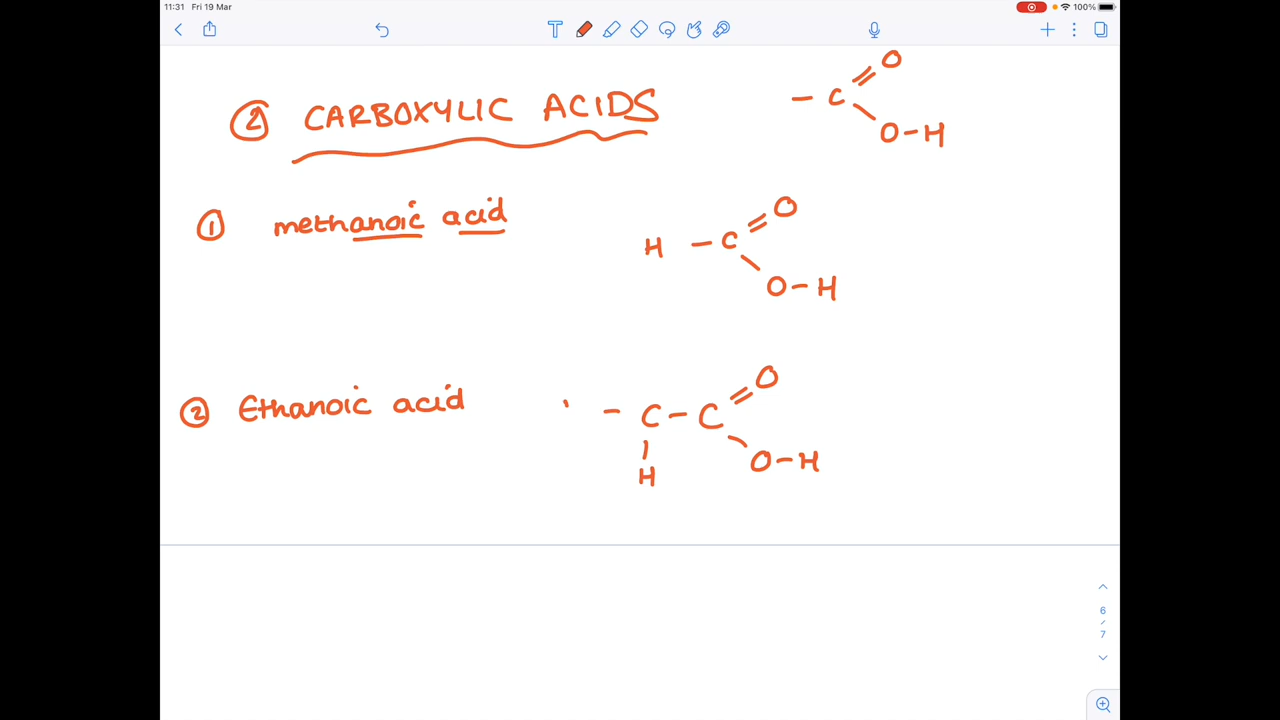 11:31 Fri 19 Mar
100%
② CARBOXYLIC ACIDS
- C
=
O
O-H
① methanoic acid
H - C
=
O
O-H
② Ethanoic acid
- C - C
=
O
O-H
H
6
/
7